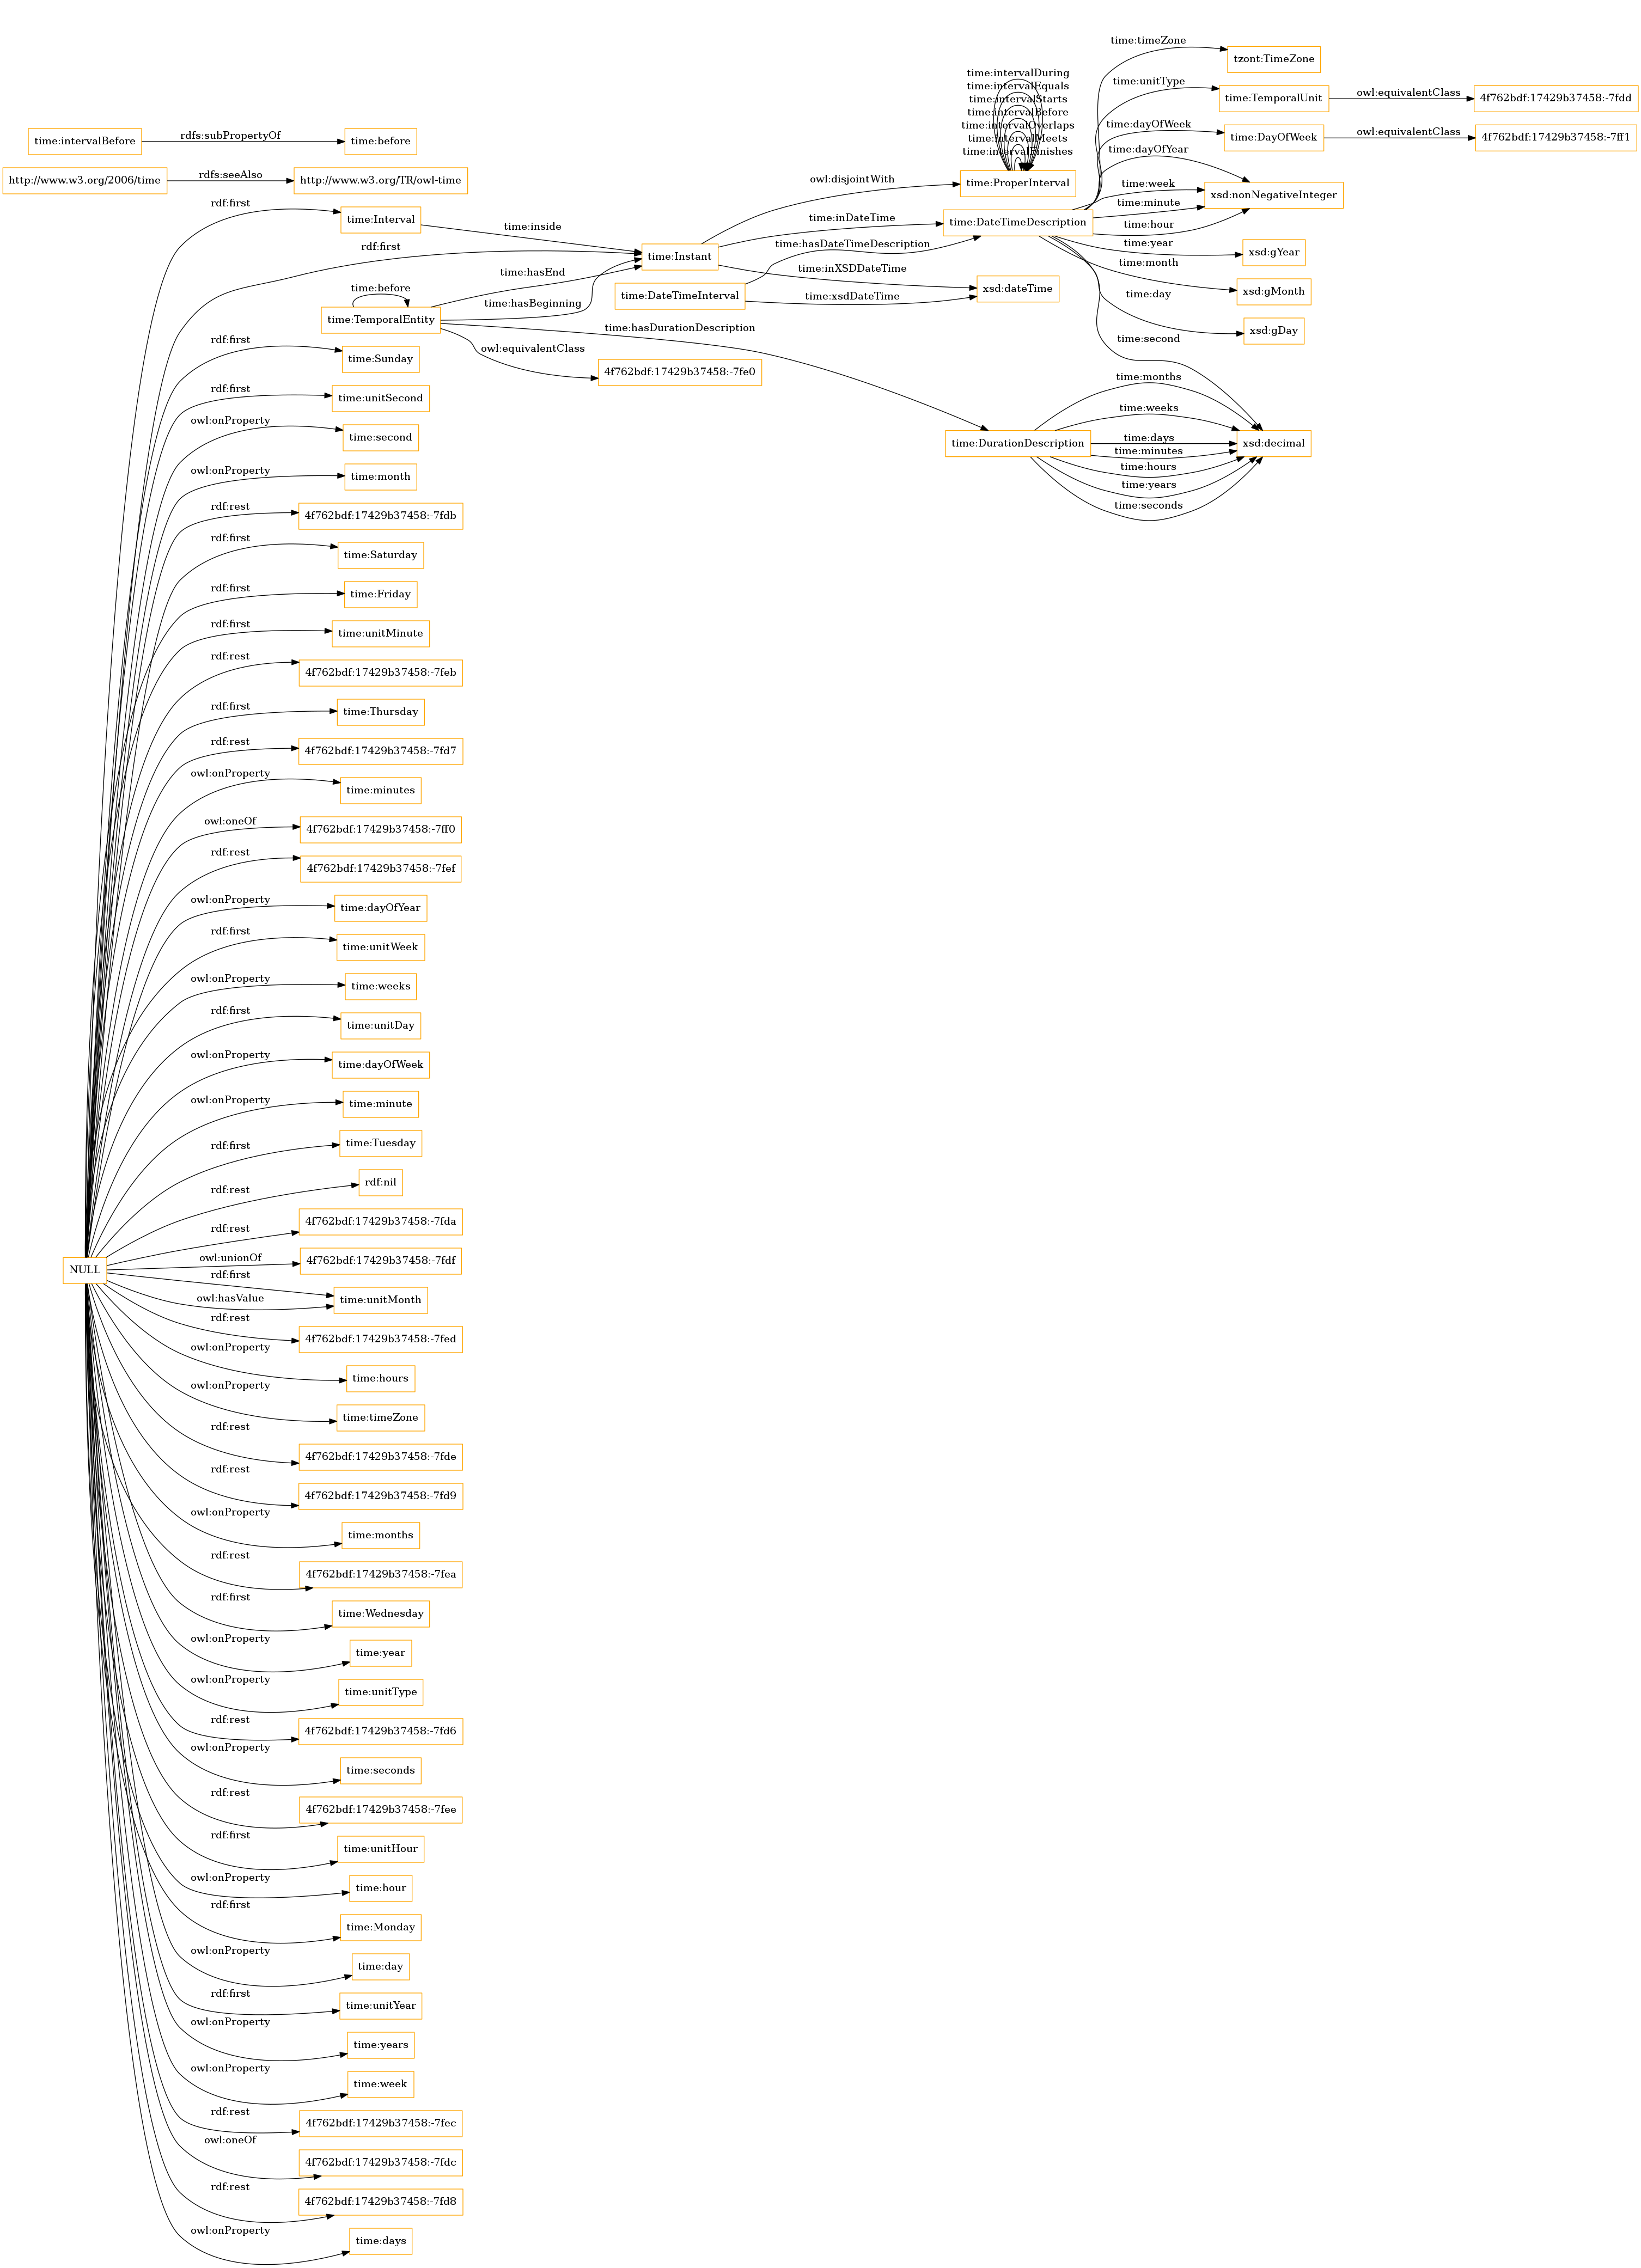 time:intervalDuring
time:intervalEquals
time:intervalStarts
time:intervalBefore
time:intervalOverlaps
time:intervalMeets
time:intervalFinishes
time:ProperInterval
time:timeZone
tzont:TimeZone
time:unitType
time:TemporalUnit
owl:equivalentClass
4f762bdf:17429b37458:-7fdd
time:dayOfWeek
time:DayOfWeek
owl:equivalentClass
4f762bdf:17429b37458:-7ff1
time:intervalBefore
rdfs:subPropertyOf
time:before
http://www.w3.org/2006/time
rdfs:seeAlso
http://www.w3.org/TR/owl-time
time:dayOfYear
time:week
time:minute
time:hour
xsd:nonNegativeInteger
owl:disjointWith
time:inDateTime
time:DateTimeDescription
time:year
xsd:gYear
time:month
xsd:gMonth
time:day
xsd:gDay
time:second
rdf:first
time:Interval
time:inside
rdf:first
time:Instant
time:hasDateTimeDescription
time:inXSDDateTime
time:DateTimeInterval
time:xsdDateTime
xsd:dateTime
time:before
time:TemporalEntity
time:hasEnd
time:hasBeginning
time:hasDurationDescription
owl:equivalentClass
4f762bdf:17429b37458:-7fe0
time:DurationDescription
time:months
time:weeks
time:days
time:minutes
time:hours
time:years
time:seconds
xsd:decimal
rdf:first
time:Sunday
rdf:first
time:unitSecond
owl:onProperty
time:second
owl:onProperty
time:month
rdf:rest
4f762bdf:17429b37458:-7fdb
rdf:first
time:Saturday
rdf:first
time:Friday
rdf:first
time:unitMinute
rdf:rest
4f762bdf:17429b37458:-7feb
rdf:first
time:Thursday
rdf:rest
4f762bdf:17429b37458:-7fd7
owl:onProperty
time:minutes
owl:oneOf
4f762bdf:17429b37458:-7ff0
rdf:rest
4f762bdf:17429b37458:-7fef
owl:onProperty
time:dayOfYear
rdf:first
time:unitWeek
owl:onProperty
time:weeks
rdf:first
time:unitDay
owl:onProperty
time:dayOfWeek
owl:onProperty
time:minute
rdf:first
time:Tuesday
rdf:rest
rdf:nil
rdf:rest
4f762bdf:17429b37458:-7fda
NULL
owl:unionOf
4f762bdf:17429b37458:-7fdf
rdf:first
owl:hasValue
time:unitMonth
rdf:rest
4f762bdf:17429b37458:-7fed
owl:onProperty
time:hours
owl:onProperty
time:timeZone
rdf:rest
4f762bdf:17429b37458:-7fde
rdf:rest
4f762bdf:17429b37458:-7fd9
owl:onProperty
time:months
rdf:rest
4f762bdf:17429b37458:-7fea
rdf:first
time:Wednesday
owl:onProperty
time:year
owl:onProperty
time:unitType
rdf:rest
4f762bdf:17429b37458:-7fd6
owl:onProperty
time:seconds
rdf:rest
4f762bdf:17429b37458:-7fee
rdf:first
time:unitHour
owl:onProperty
time:hour
rdf:first
time:Monday
owl:onProperty
time:day
rdf:first
time:unitYear
owl:onProperty
time:years
owl:onProperty
time:week
rdf:rest
4f762bdf:17429b37458:-7fec
owl:oneOf
4f762bdf:17429b37458:-7fdc
rdf:rest
4f762bdf:17429b37458:-7fd8
owl:onProperty
time:days